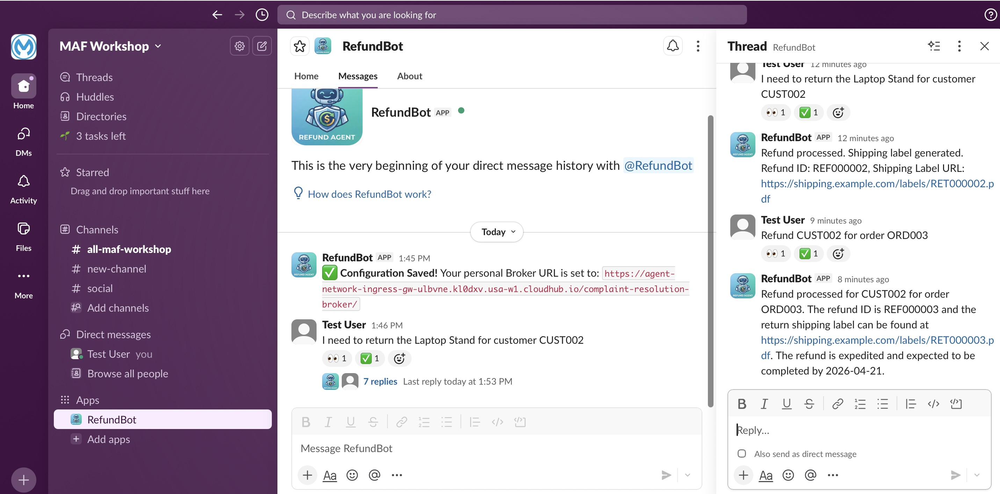 Describe what you are looking for
MAF Workshop
Threads
Huddles
Directories
3 tasks left
Starred
Drag and drop important stuff here
Channels
# all-maf-workshop
# new-channel
# social
Add channels
Direct messages
Test User you
Browse all people
Apps
RefundBot
Add apps
Home
DMs
Activity
Files
More
RefundBot
Home Messages About
REFUND AGENT
RefundBot APP
This is the very beginning of your direct message history with @RefundBot
How does RefundBot work?
Today
RefundBot APP 1:45 PM
✅ Configuration Saved! Your personal Broker URL is set to: https://agent-
network-ingress-gw-ulbvne.kl0dxv.usa-w1.cloudhub.io/complaint-resolution-
broker/
Test User 1:46 PM
I need to return the Laptop Stand for customer CUST002
👀 1 ✅ 1
7 replies Last reply today at 1:53 PM
Message RefundBot
Aa
Thread RefundBot
Test User 12 minutes ago
I need to return the Laptop Stand for customer
CUST002
👀 1 ✅ 1
RefundBot APP 12 minutes ago
Refund processed. Shipping label generated.
Refund ID: REF000002, Shipping Label URL:
https://shipping.example.com/labels/RET000002.p
df
Test User 9 minutes ago
Refund CUST002 for order ORD003
👀 1 ✅ 1
RefundBot APP 8 minutes ago
Refund processed for CUST002 for order
ORD003. The refund ID is REF000003 and the
return shipping label can be found at
https://shipping.example.com/labels/RET000003.p
df. The refund is expedited and expected to be
completed by 2026-04-21.
Reply...
Also send as direct message
Aa